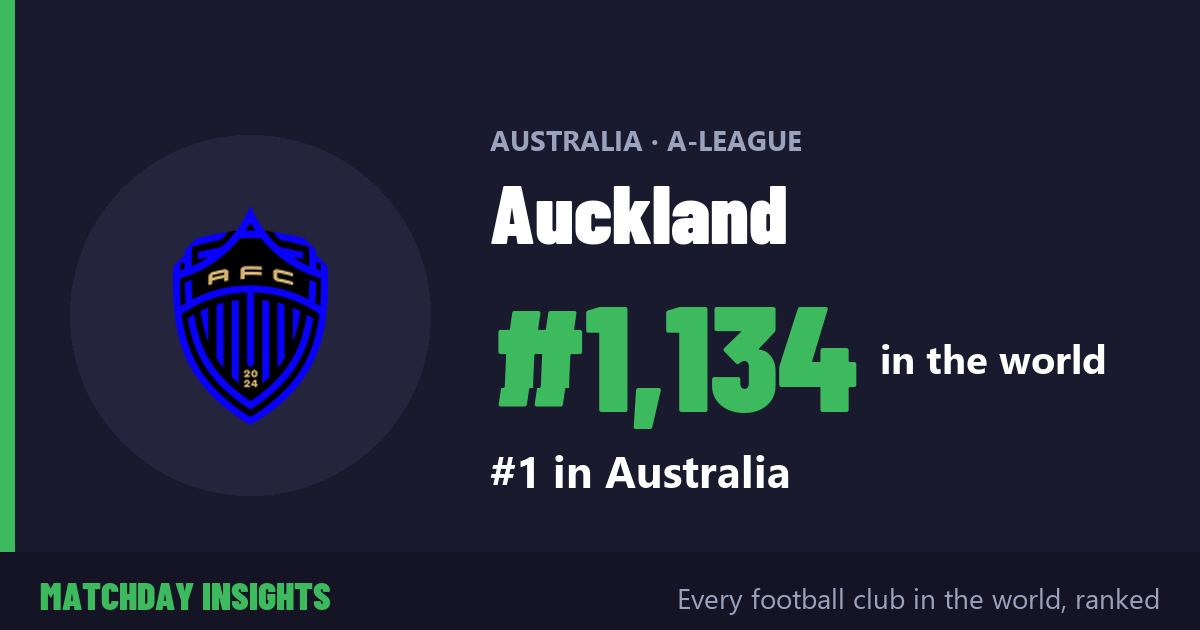 AUSTRALIA · A-LEAGUE
Auckland
AFC
20
24
#1,134 in the world
#1 in Australia
MATCHDAY INSIGHTS
Every football club in the world, ranked